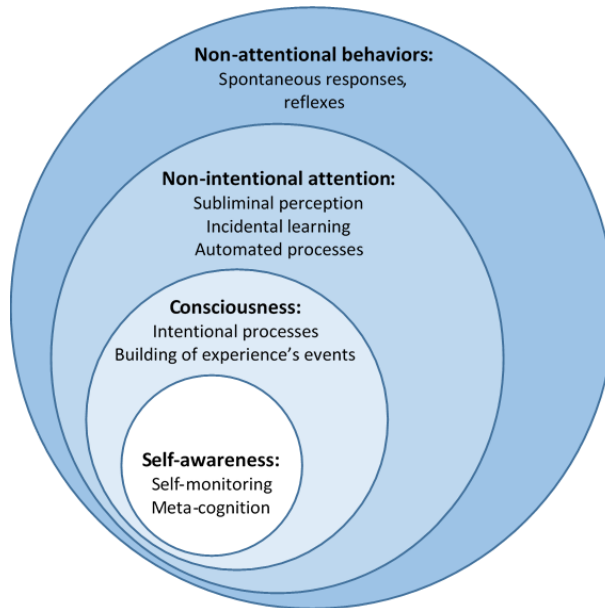 Non-attentional behaviors:
Spontaneous responses,
reflexes
Non-intentional attention:
Subliminal perception
Incidental learning
Automated processes
Consciousness:
Intentional processes
Building of experience’s events
Self-awareness:
Self-monitoring
Meta-cognition